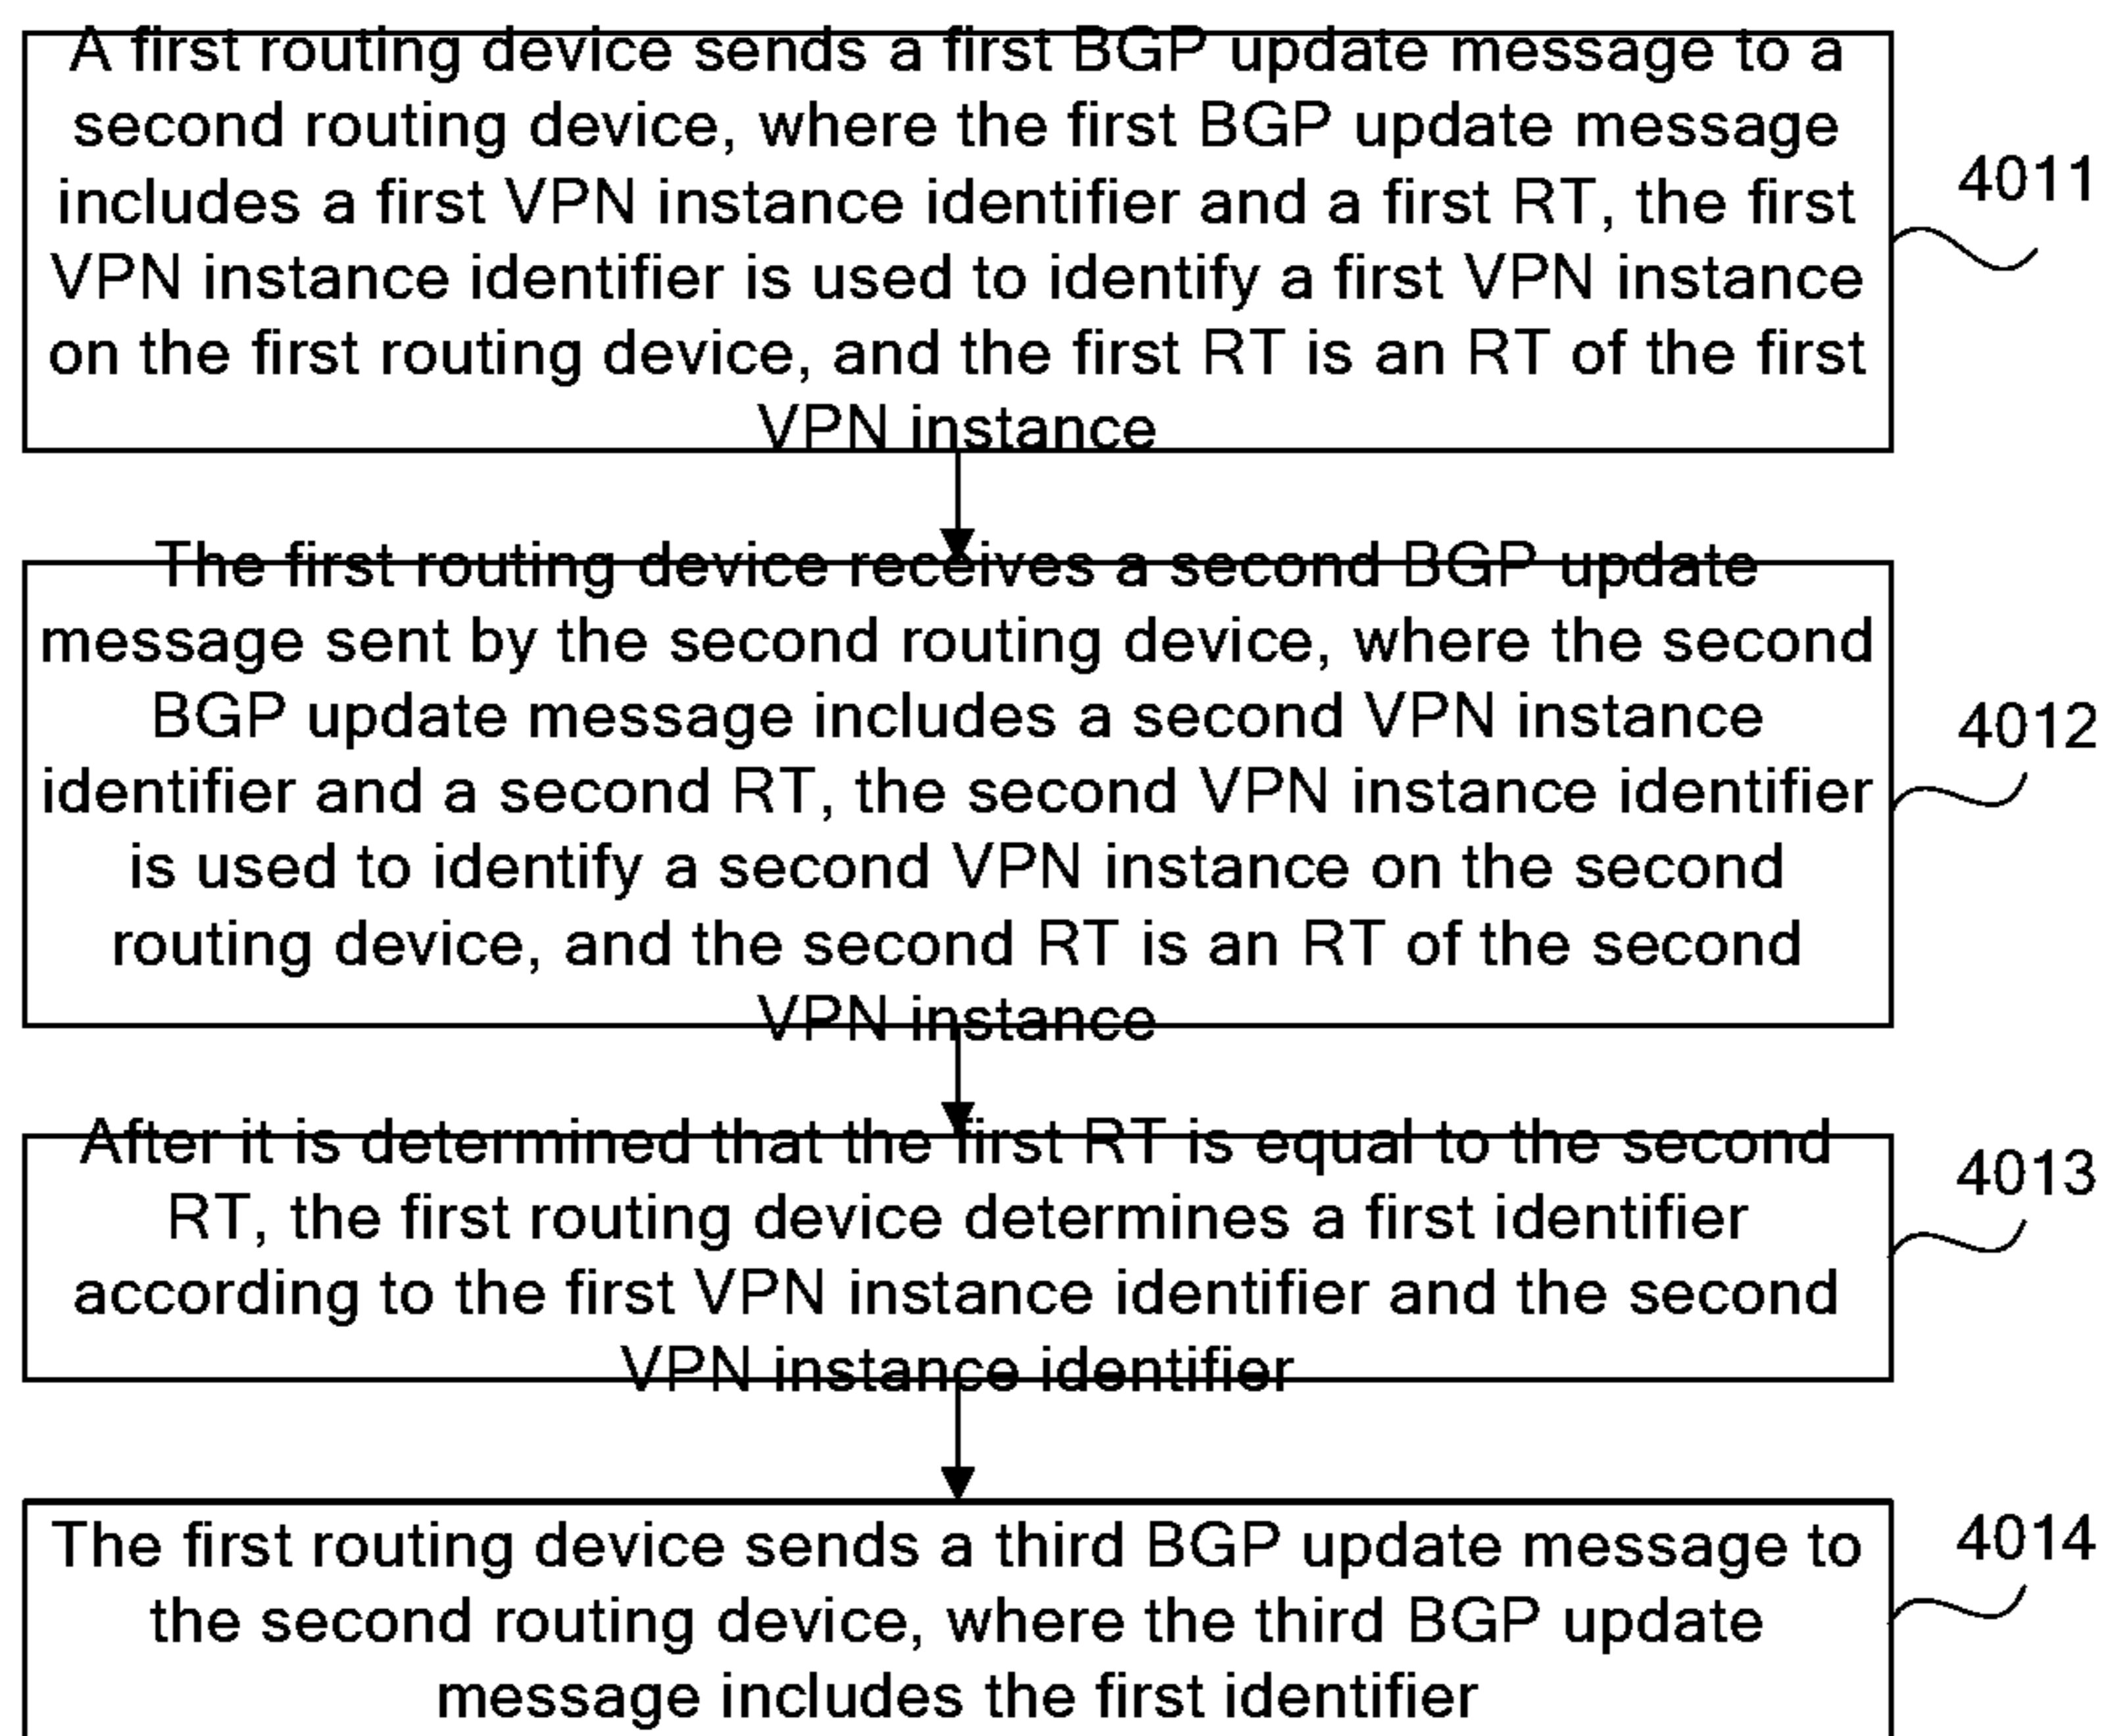 A first routing device sends a first BGP update message to a
second routing device, where the first BGP update message
includes a first VPN instance identifier and a first RT, the first
VPN instance identifier is used to identify a first VPN instance
on the first routing device, and the first RT is an RT of the first
VPN instance
4011
The first routing device receives a second BGP update
message sent by the second routing device, where the second
BGP update message includes a second VPN instance
identifier and a second RT, the second VPN instance identifier
is used to identify a second VPN instance on the second
routing device, and the second RT is an RT of the second
VPN instance
4012
After it is determined that the first RT is equal to the second
RT, the first routing device determines a first identifier
according to the first VPN instance identifier and the second
VPN instance identifier
4013
The first routing device sends a third BGP update message to
the second routing device, where the third BGP update
message includes the first identifier
4014